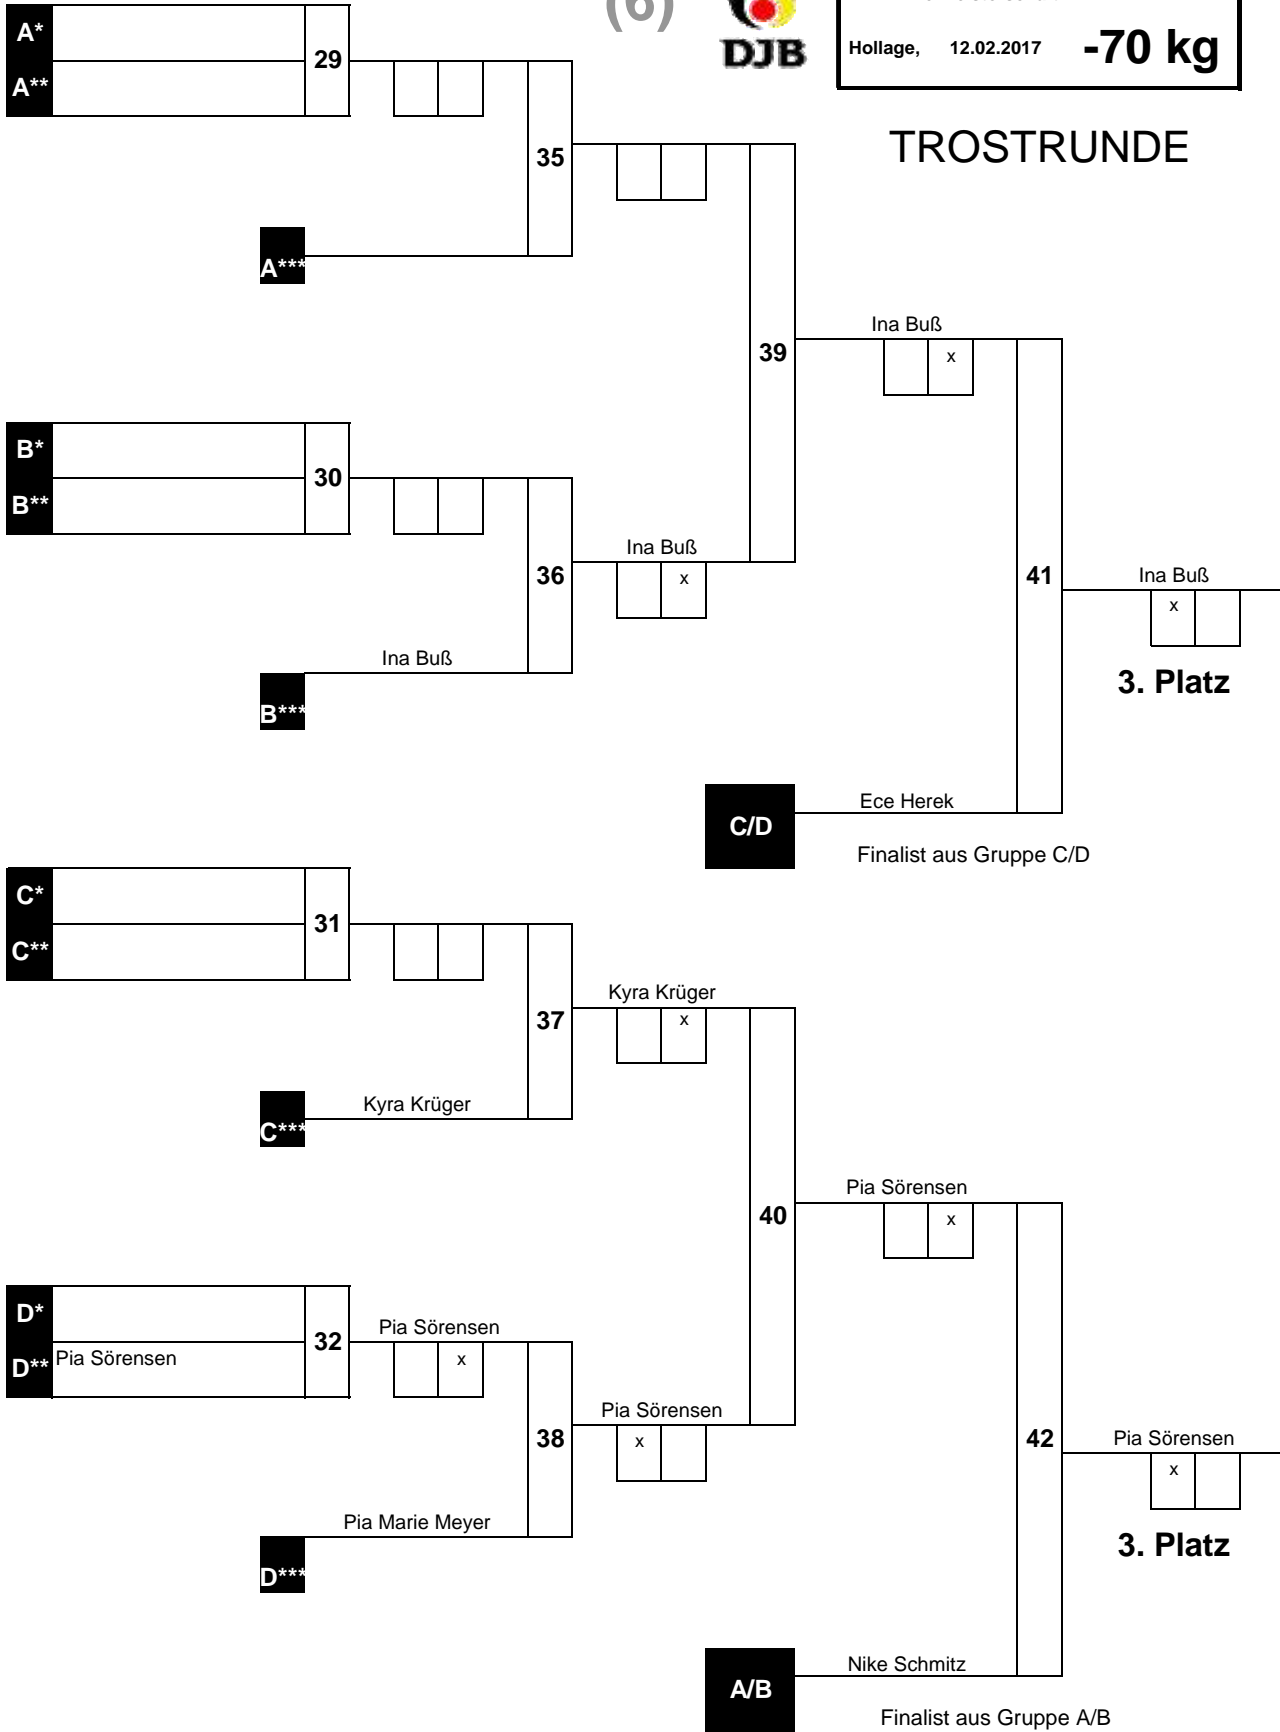 (6)
DJB
Hollage, 12.02.2017 -70 kg
TROSTRUNDE
A*
A**
29
35
A***
39
Ina Buß
x
B*
B**
30
36
Ina Buß
x
Ina Buß
B***
41
Ina Buß
x
3. Platz
C/D
Ece Herek
Finalist aus Gruppe C/D
C*
C**
31
37
Kyra Krüger
x
Kyra Krüger
C***
40
Pia Sörensen
x
D*
D**
Pia Sörensen
32
Pia Sörensen
x
38
Pia Sörensen
x
Pia Marie Meyer
D***
42
Pia Sörensen
x
3. Platz
A/B
Nike Schmitz
Finalist aus Gruppe A/B